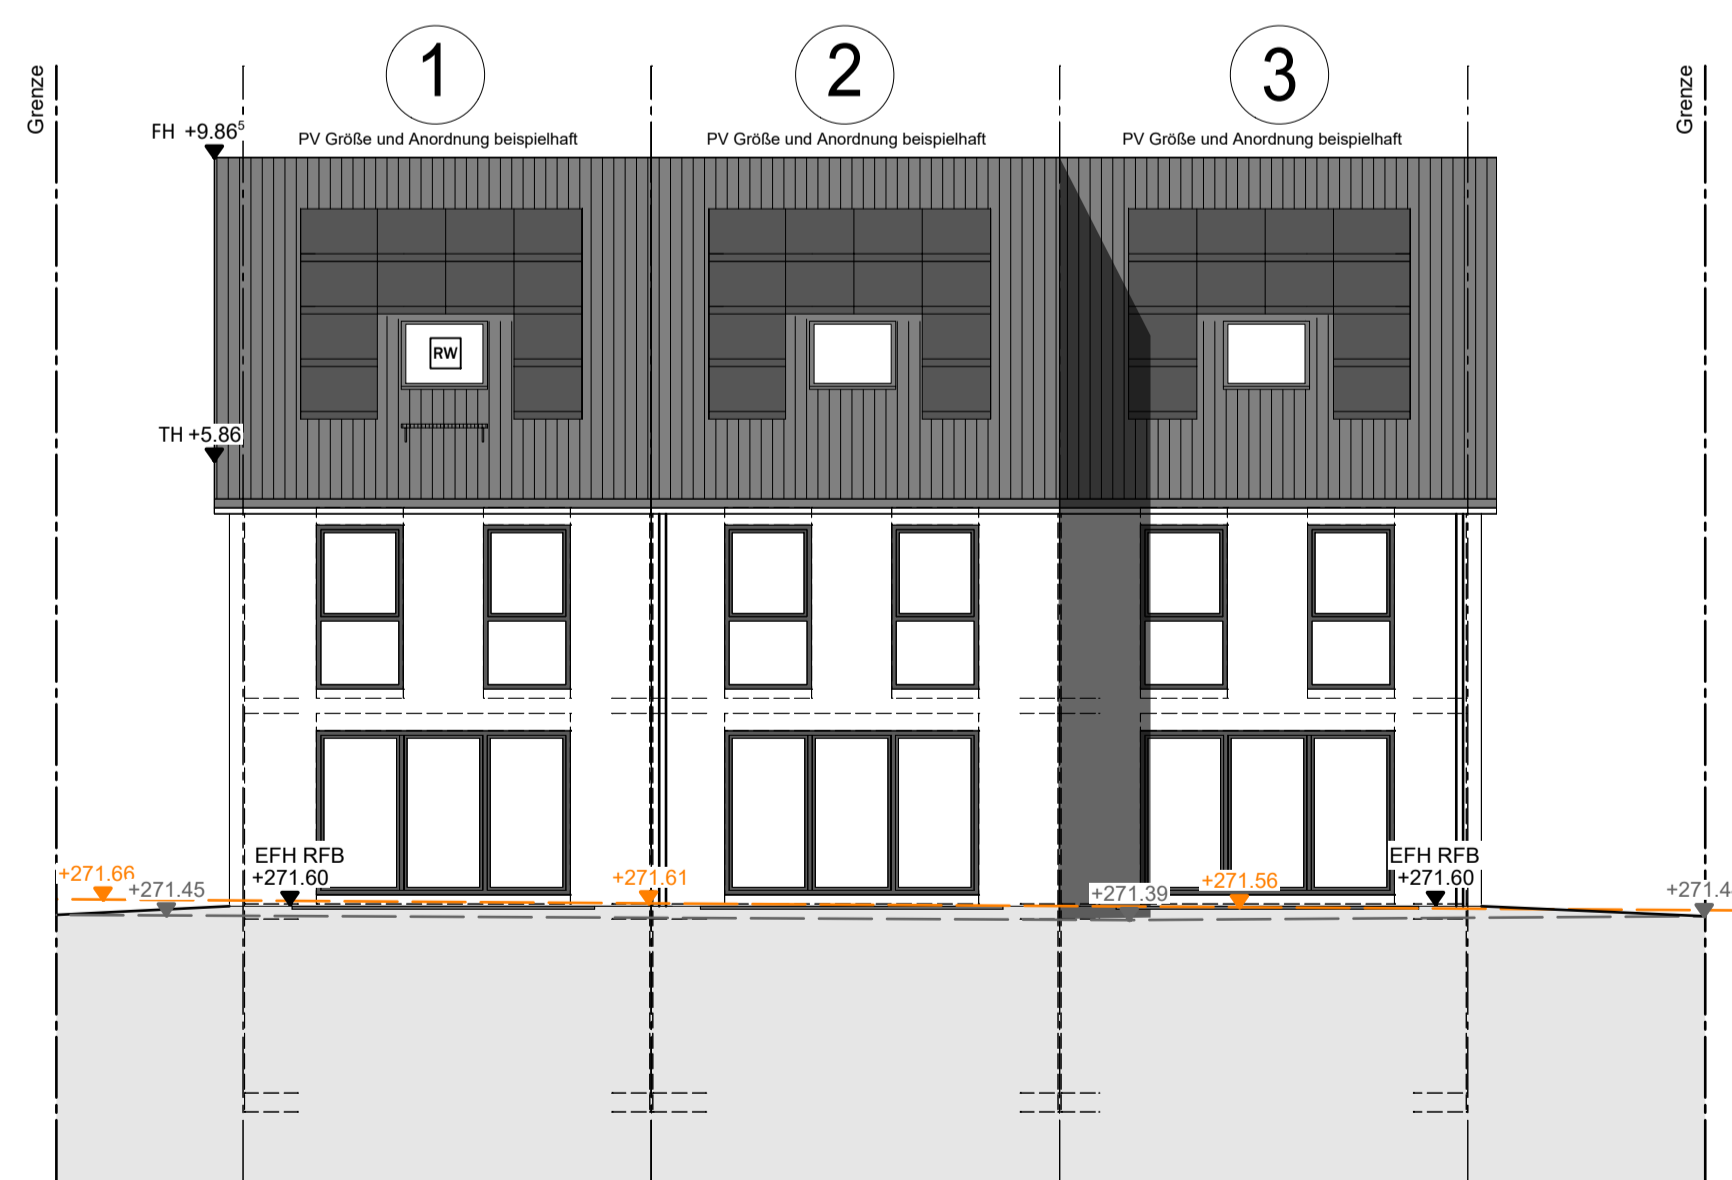 Grenze
1
2
3
Grenze
FH +9.86⁵
PV Größe und Anordnung beispielhaft
PV Größe und Anordnung beispielhaft
PV Größe und Anordnung beispielhaft
RW
TH +5.86
EFH RFB
+271.60
+271.66
+271.45
+271.61
+271.39
+271.56
EFH RFB
+271.60
+271.4